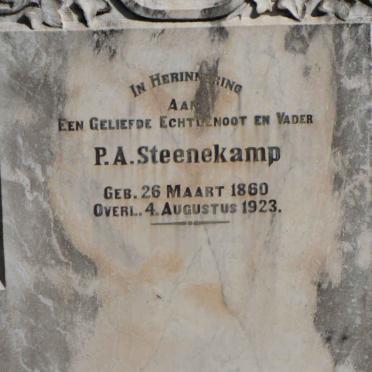 In Herinnering
Aan
Een Geliefde Echtgenoot en Vader
P.A. Steenekamp
Geb. 26 Maart 1860
Overl. 4. Augustus 1923.